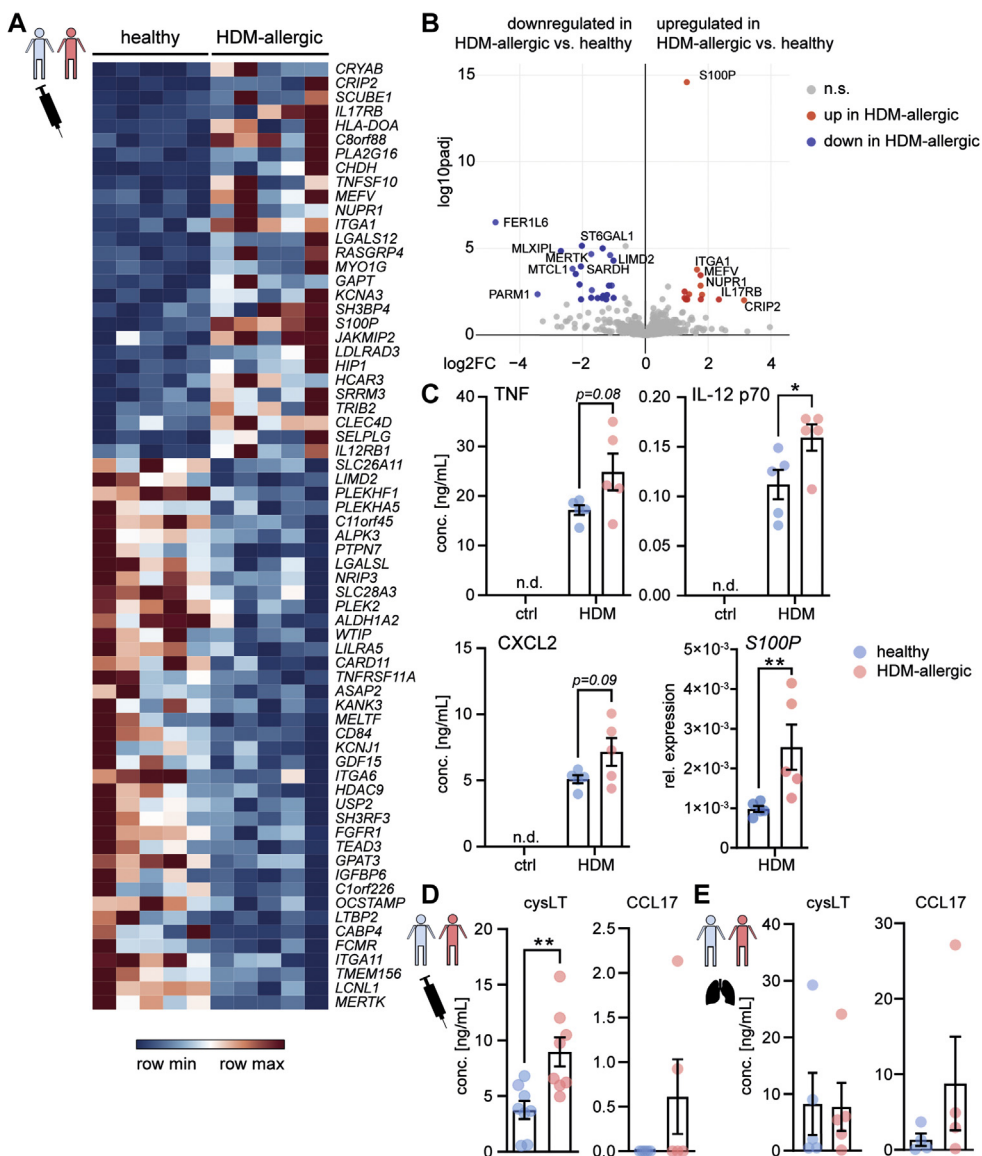 A
healthy HDM-allergic
CRYAB
CRIP2
SCUBE1
IL17RB
HLA-DOA
C8orf88
PLA2G16
CHDH
TNFSF10
MEFV
NUPR1
ITGA1
LGALS12
RASGRP4
MYO1G
GAPT
KCNA3
SH3BP4
S100P
JAKMIP2
LDLRAD3
HIP1
HCAR3
SRRM3
TRIB2
CLEC4D
SELPLG
IL12RB1
SLC26A11
LIMD2
PLEKHF1
PLEKHA5
C11orf45
ALPK3
PTPN7
LGALSL
NRIP3
SLC28A3
PLEK2
ALDH1A2
WTIP
LILRA5
CARD11
TNFRSF11A
ASAP2
KANK3
MELTF
CD84
KCNJ1
GDF15
ITGA6
HDAC9
USP2
SH3RF3
FGFR1
TEAD3
GPAT3
IGFBP6
C1orf226
OCSTAMP
LTBP2
CABP4
FCMR
ITGA11
TMEM156
LCNL1
MERTK
row min row max
B
downregulated in
HDM-allergic vs. healthy
upregulated in
HDM-allergic vs. healthy
15
10
5
0
log10padj
S100P
FER1L6
ST6GAL1
MLXIPL
MERTK
LIMD2
MTCL1
SARDH
PARM1
ITGA1
MEFV
NUPR1
IL17RB
CRIP2
log2FC −4 −2 0 2 4
n.s.
up in HDM-allergic
down in HDM-allergic
C
TNF
p=0.08
40
30
20
10
0
conc. [ng/mL]
n.d.
ctrl HDM
IL-12 p70
*
0.20
0.15
0.10
0.05
0.00
n.d.
ctrl HDM
CXCL2
p=0.09
15
10
5
0
conc. [ng/mL]
n.d.
ctrl HDM
S100P
**
5×10⁻³
4×10⁻³
3×10⁻³
2×10⁻³
1×10⁻³
0
rel. expression
HDM
healthy
HDM-allergic
D
cysLT
**
20
15
10
5
0
conc. [ng/mL]
CCL17
2.5
2.0
1.5
1.0
0.5
0.0
E
cysLT
40
30
20
10
0
conc. [ng/mL]
CCL17
30
20
10
0